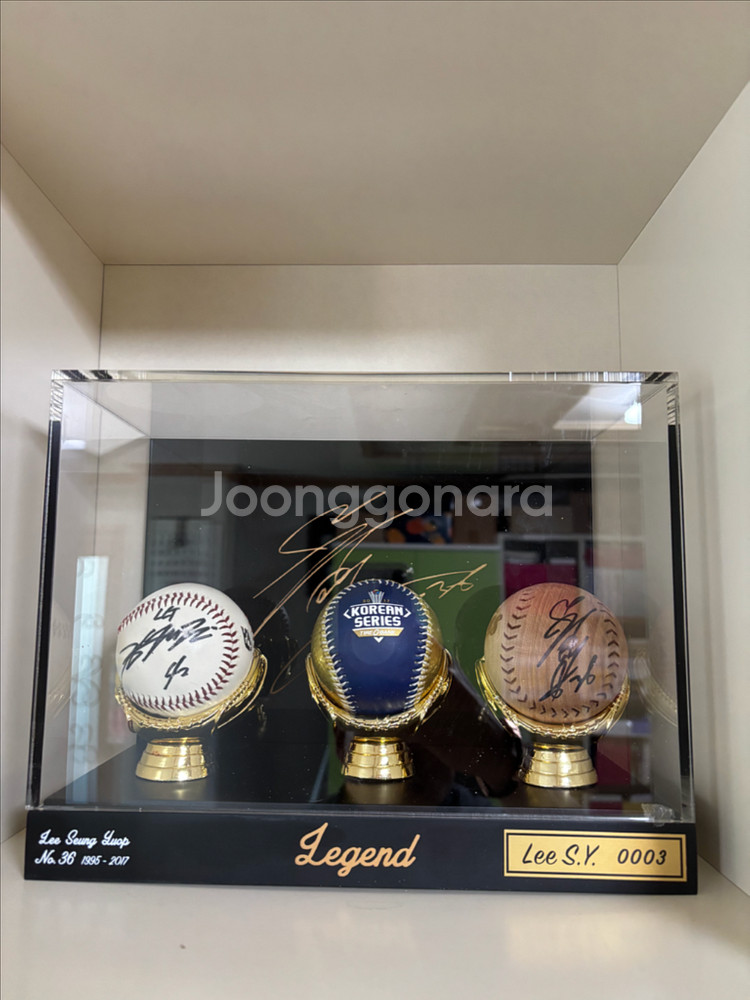 Joonggonara
KOREAN
SERIES
Lee Seung Yuop
No. 36 1995 - 2017
Legend
Lee S.Y. 0003